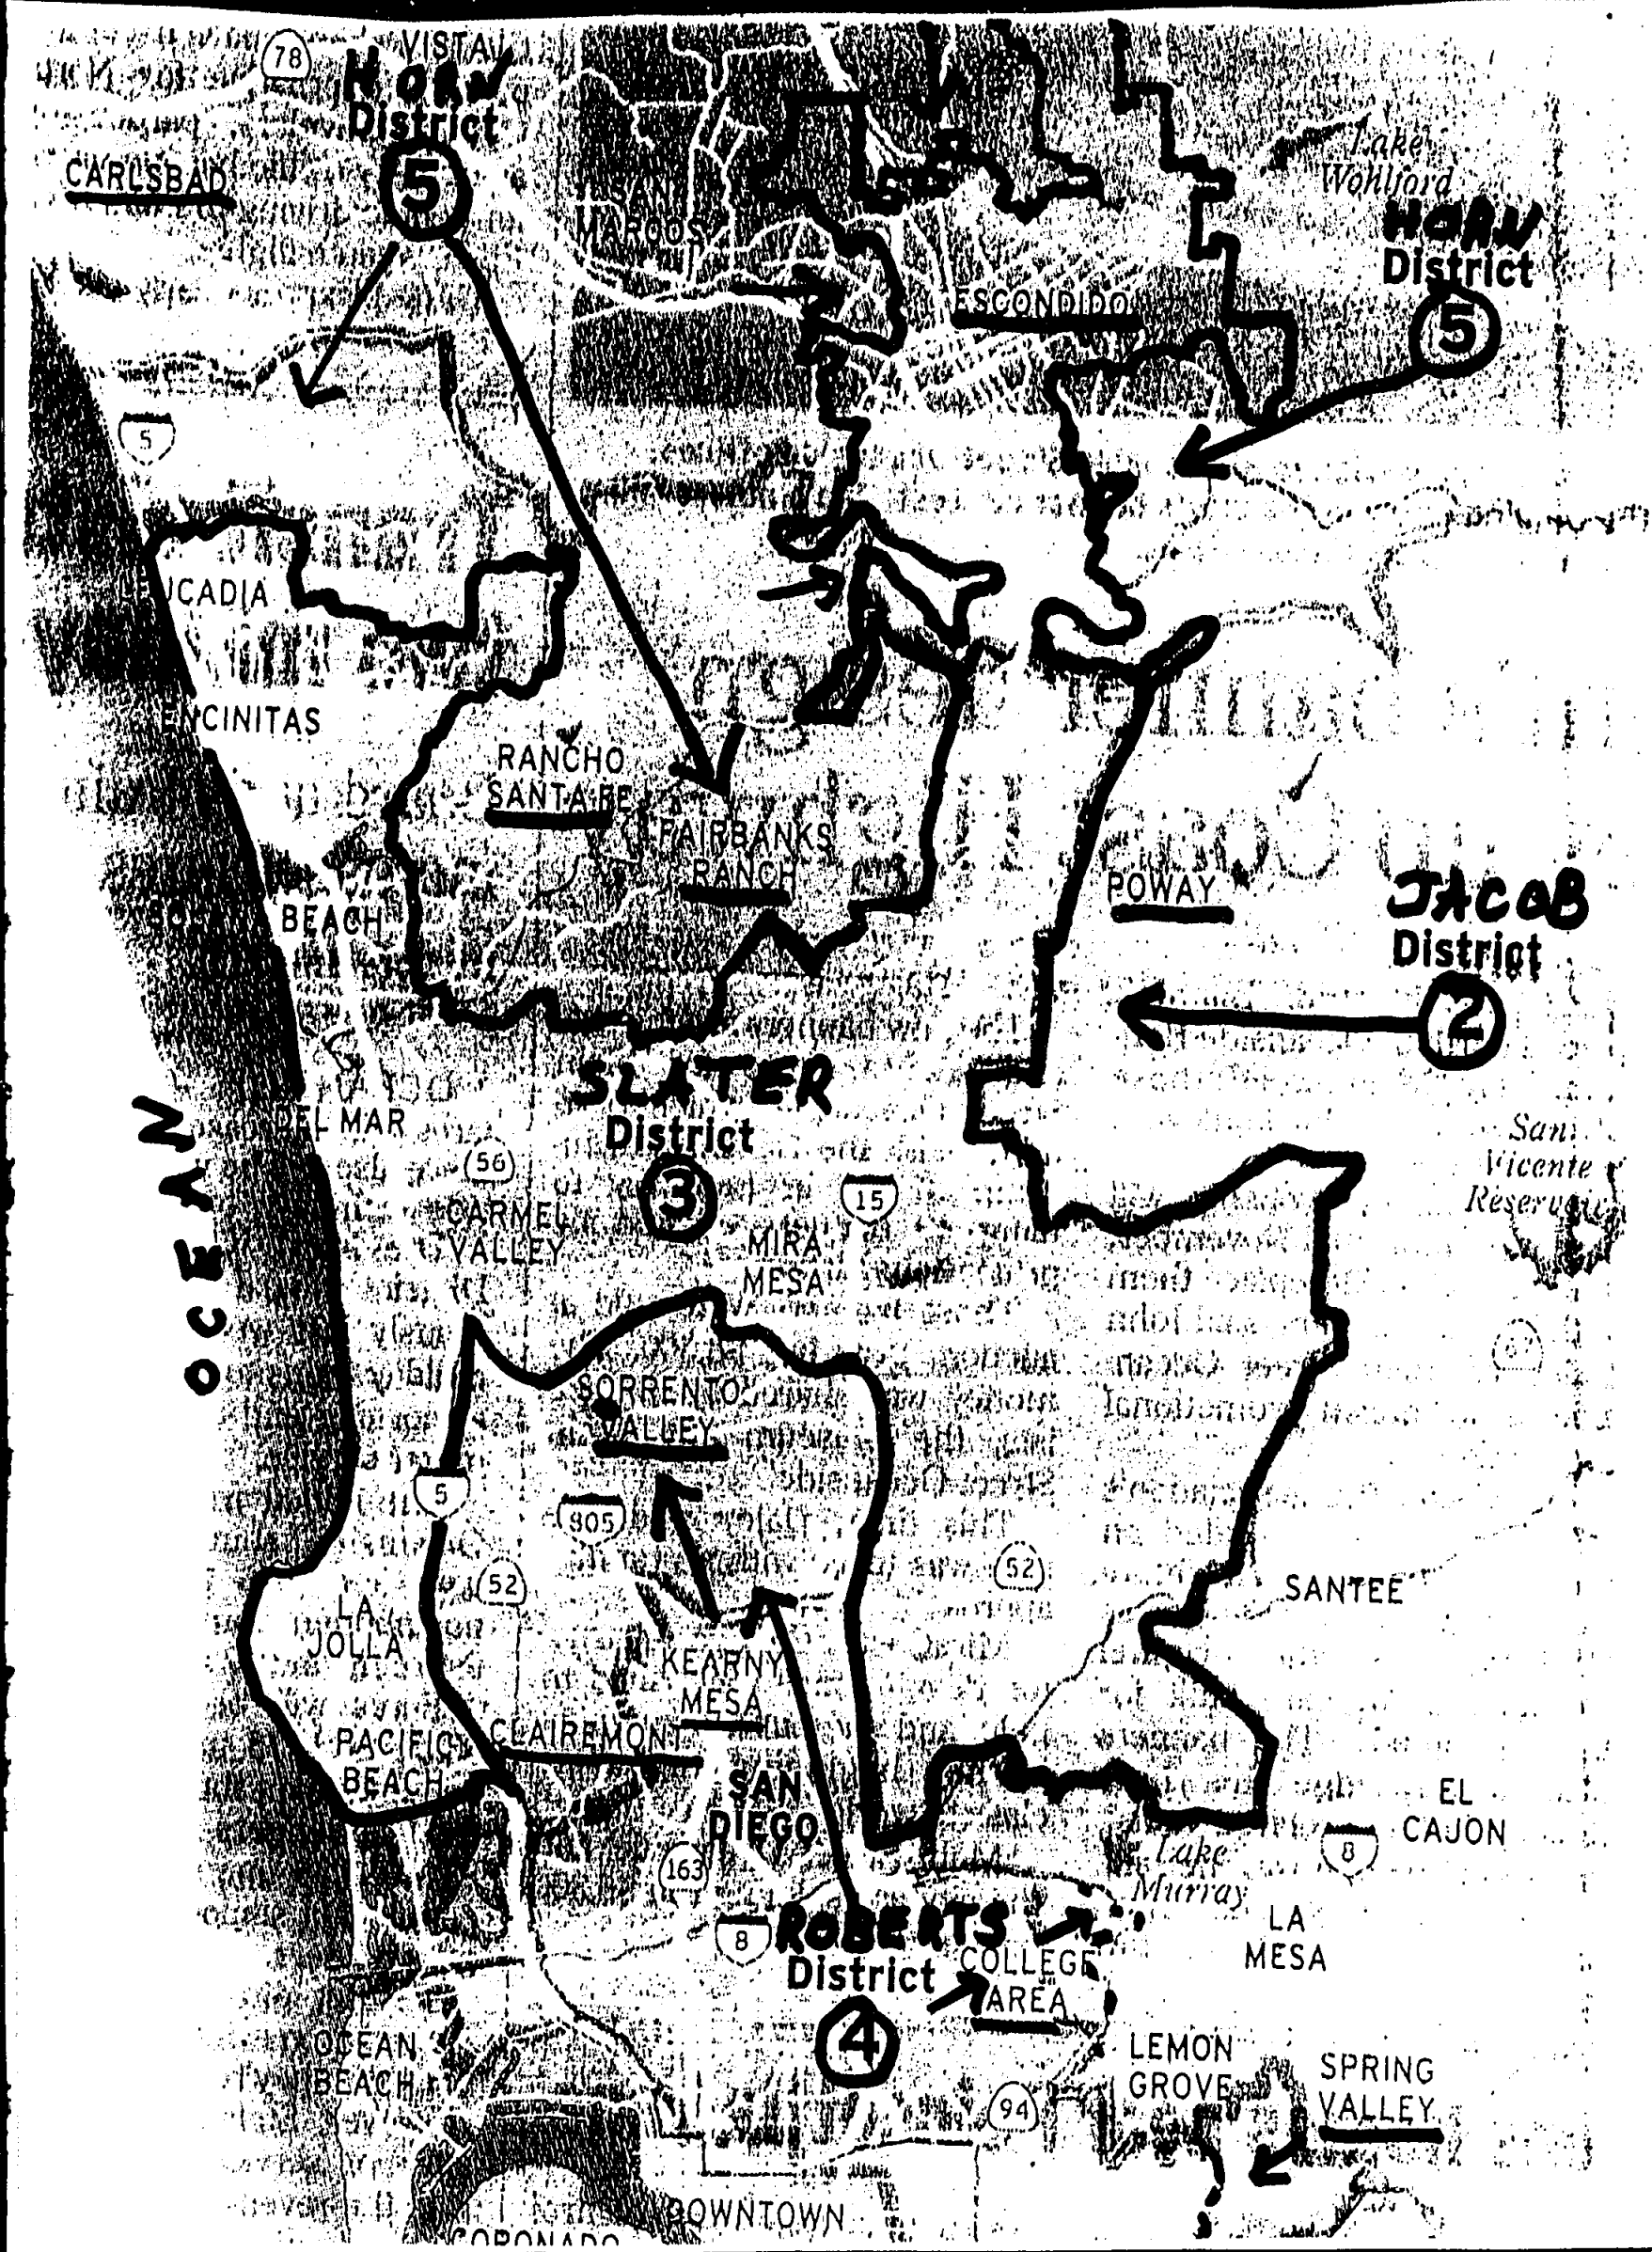 78
VISTA
HORN
District
5
CARLSBAD
SAN
MARCOS
Lake
Wohlford
HORN
District
5
ESCONDIDO
5
LEUCADIA
ENCINITAS
RANCHO
SANTA FE
FAIRBANKS
RANCH
POWAY
JACOB
District
2
BEACH
SLATER
District
3
DEL MAR
56
CARMEL
VALLEY
15
MIRA
MESA
San
Vicente
Reservoir
OCEAN
67
SORRENTO
VALLEY
5
805
52
52
SANTEE
LA
JOLLA
KEARNY
MESA
PACIFIC
BEACH
CLAIREMONT
SAN
DIEGO
EL
CAJON
8
163
Lake
Murray
LA
MESA
8
ROBERTS
District
4
COLLEGE
AREA
OCEAN
BEACH
LEMON
GROVE
SPRING
VALLEY
94
DOWNTOWN
CORONADO